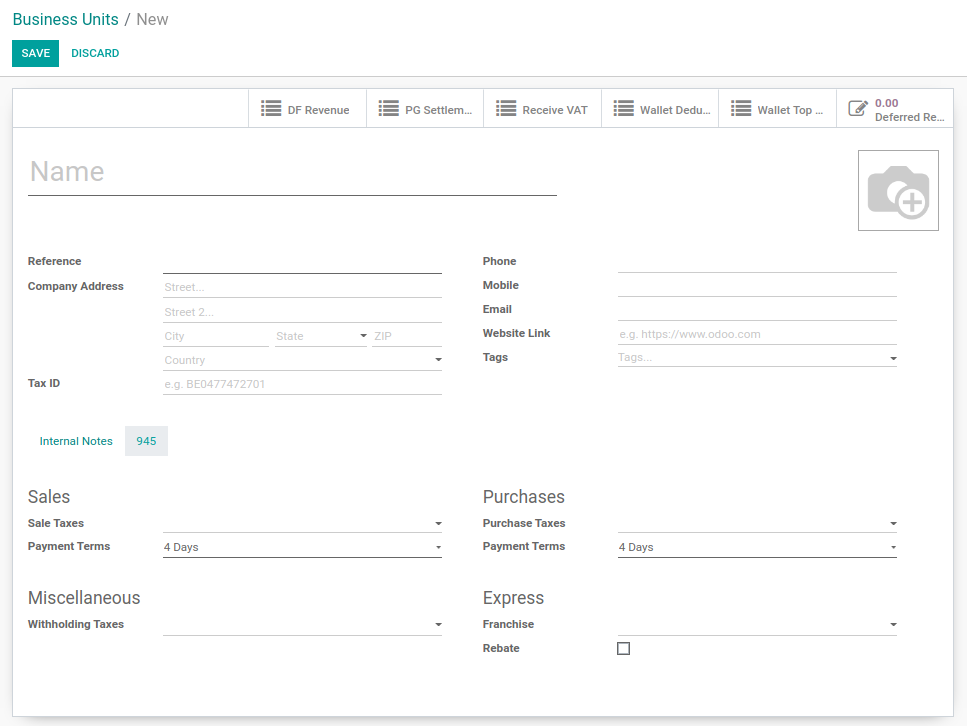 Business Units / New
SAVE DISCARD
DF Revenue PG Settlem... Receive VAT Wallet Dedu... Wallet Top ... 0.00 Deferred Re...
Name
Reference
Company Address Street...
Street 2...
City State ZIP
Country
Tax ID e.g. BE0477472701
Phone
Mobile
Email
Website Link e.g. https://www.odoo.com
Tags Tags...
Internal Notes 945
Sales
Sale Taxes
Payment Terms 4 Days
Purchases
Purchase Taxes
Payment Terms 4 Days
Miscellaneous
Withholding Taxes
Express
Franchise
Rebate